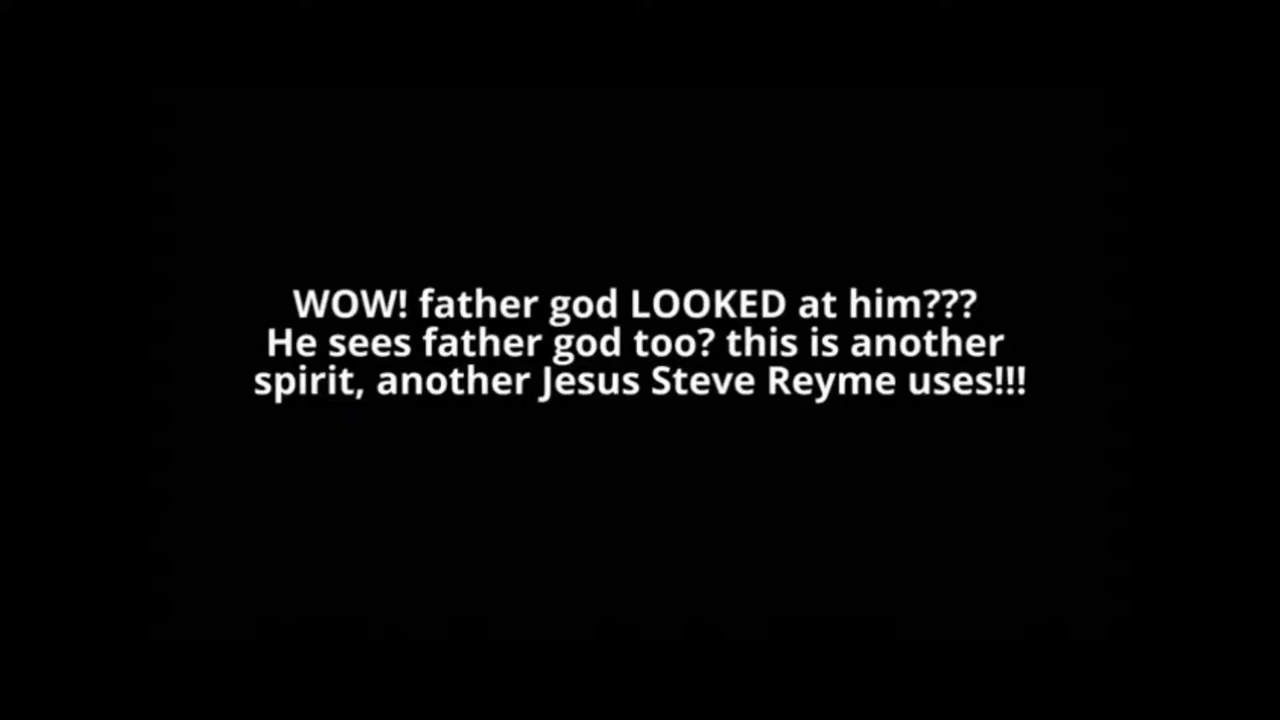 WOW! father god LOOKED at him???
He sees father god too? this is another
spirit, another Jesus Steve Reyme uses!!!